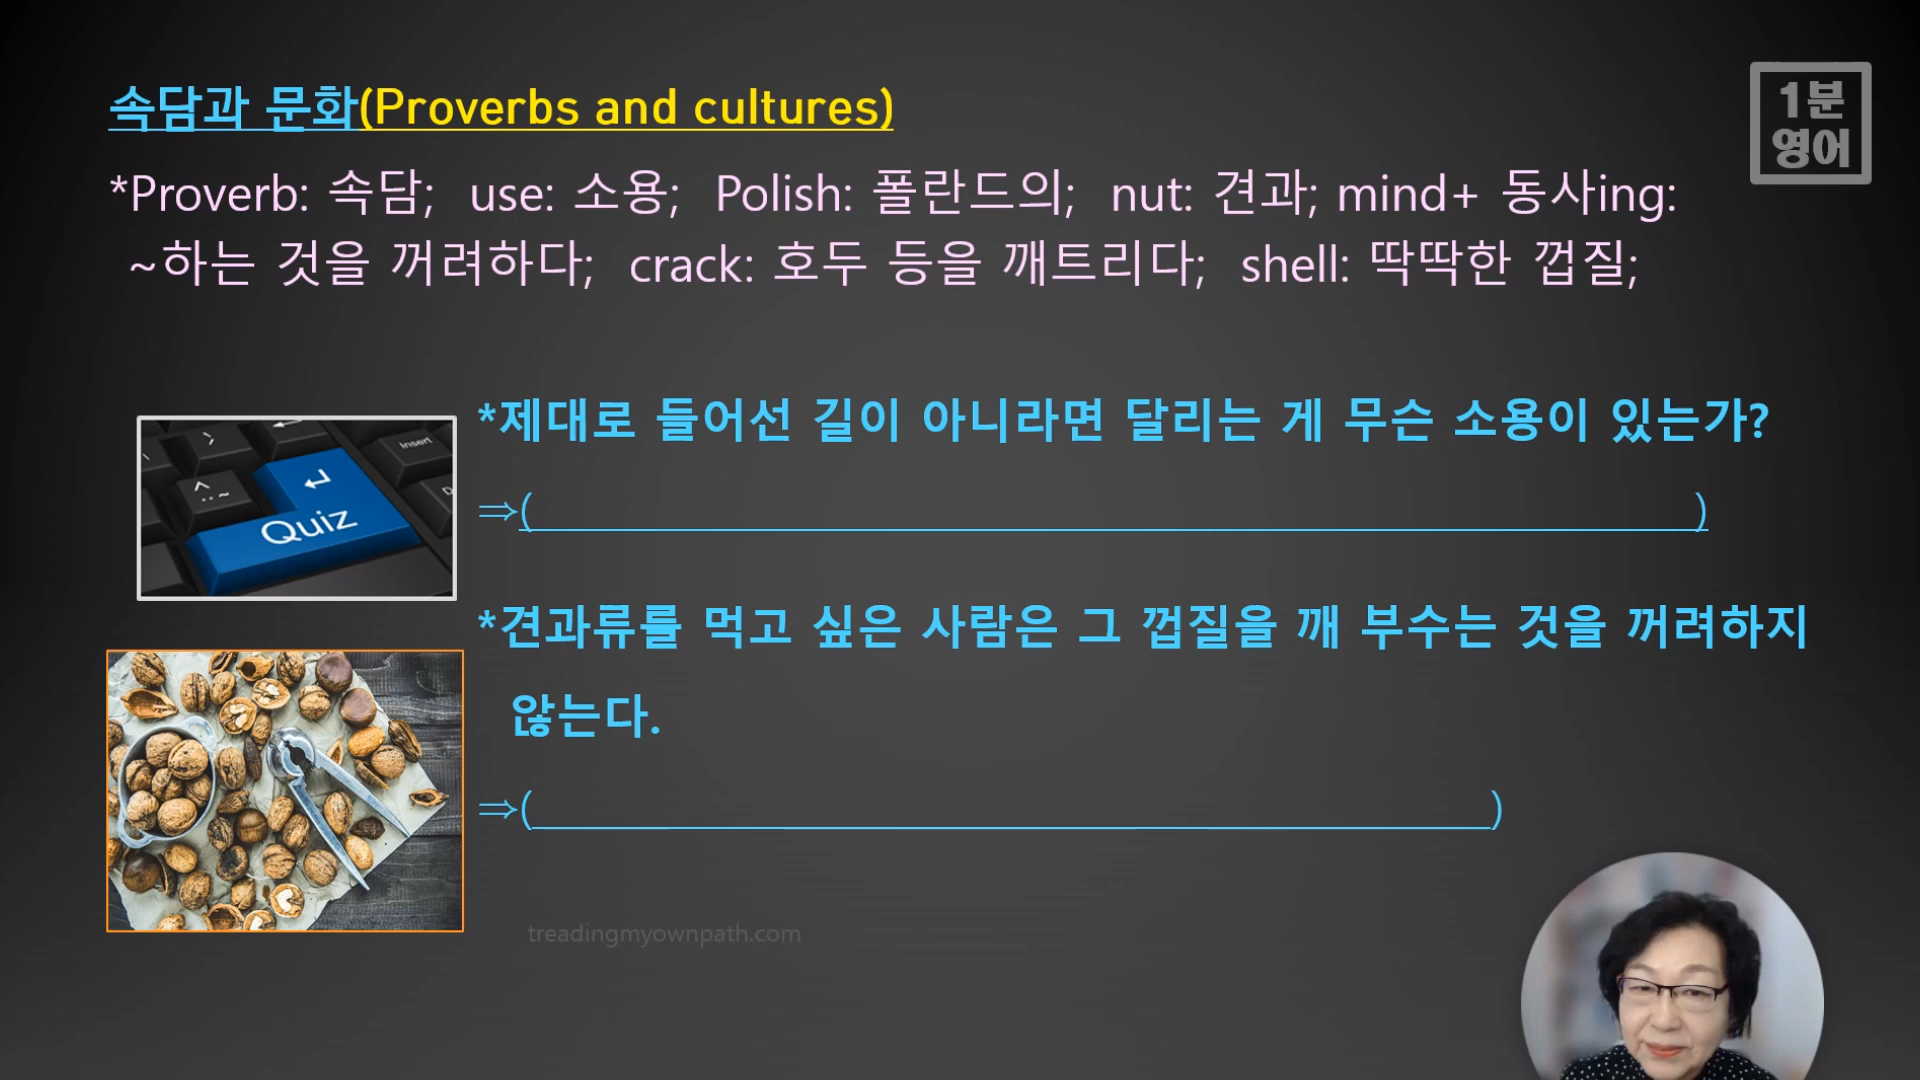 속담과 문화(Proverbs and cultures)
1분
영어
*Proverb: 속담; use: 소용; Polish: 폴란드의; nut: 견과; mind+ 동사ing:
~하는 것을 꺼려하다; crack: 호두 등을 깨트리다; shell: 딱딱한 껍질;
*제대로 들어선 길이 아니라면 달리는 게 무슨 소용이 있는가?
⇒(                    )
Insert
Quiz
*견과류를 먹고 싶은 사람은 그 껍질을 깨 부수는 것을 꺼려하지
않는다.
⇒(                    )
treadingmyownpath.com